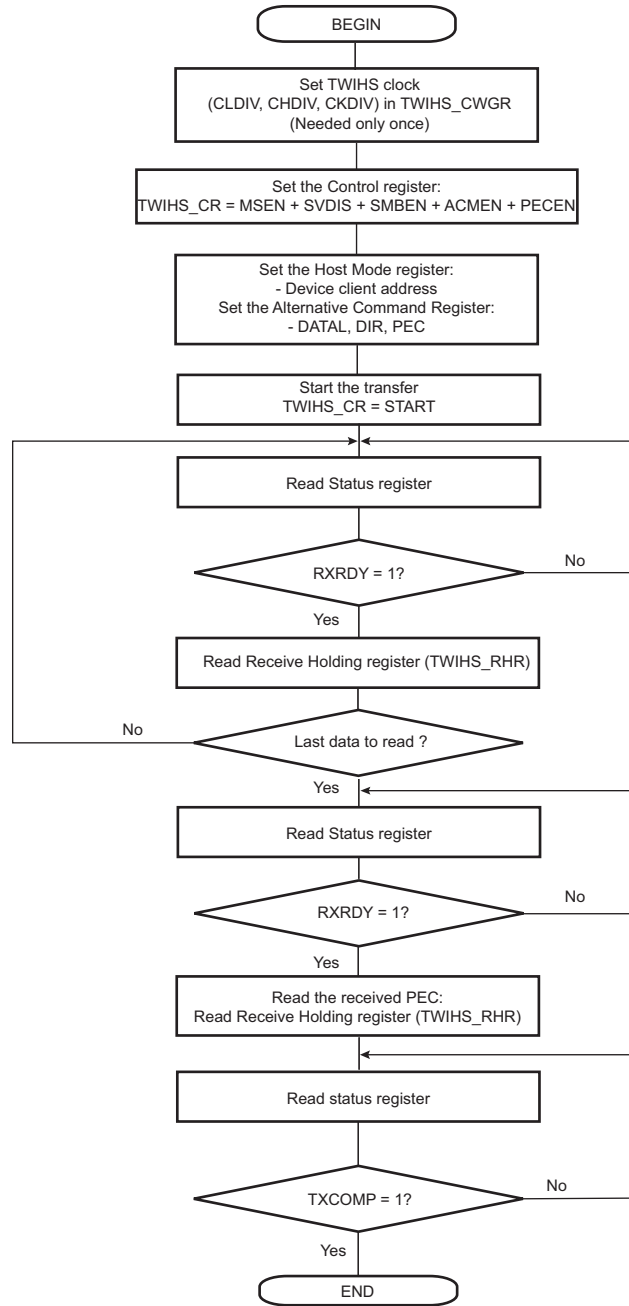 BEGIN
Set TWIHS clock
(CLDIV, CHDIV, CKDIV) in TWIHS_CWGR
(Needed only once)
Set the Control register:
TWIHS_CR = MSEN + SVDIS + SMBEN + ACMEN + PECEN
Set the Host Mode register:
- Device client address
Set the Alternative Command Register:
- DATAL, DIR, PEC
Start the transfer
TWIHS_CR = START
Read Status register
RXRDY = 1?
No
Yes
Read Receive Holding register (TWIHS_RHR)
No
Last data to read ?
Yes
Read Status register
RXRDY = 1?
No
Yes
Read the received PEC:
Read Receive Holding register (TWIHS_RHR)
Read status register
TXCOMP = 1?
No
Yes
END